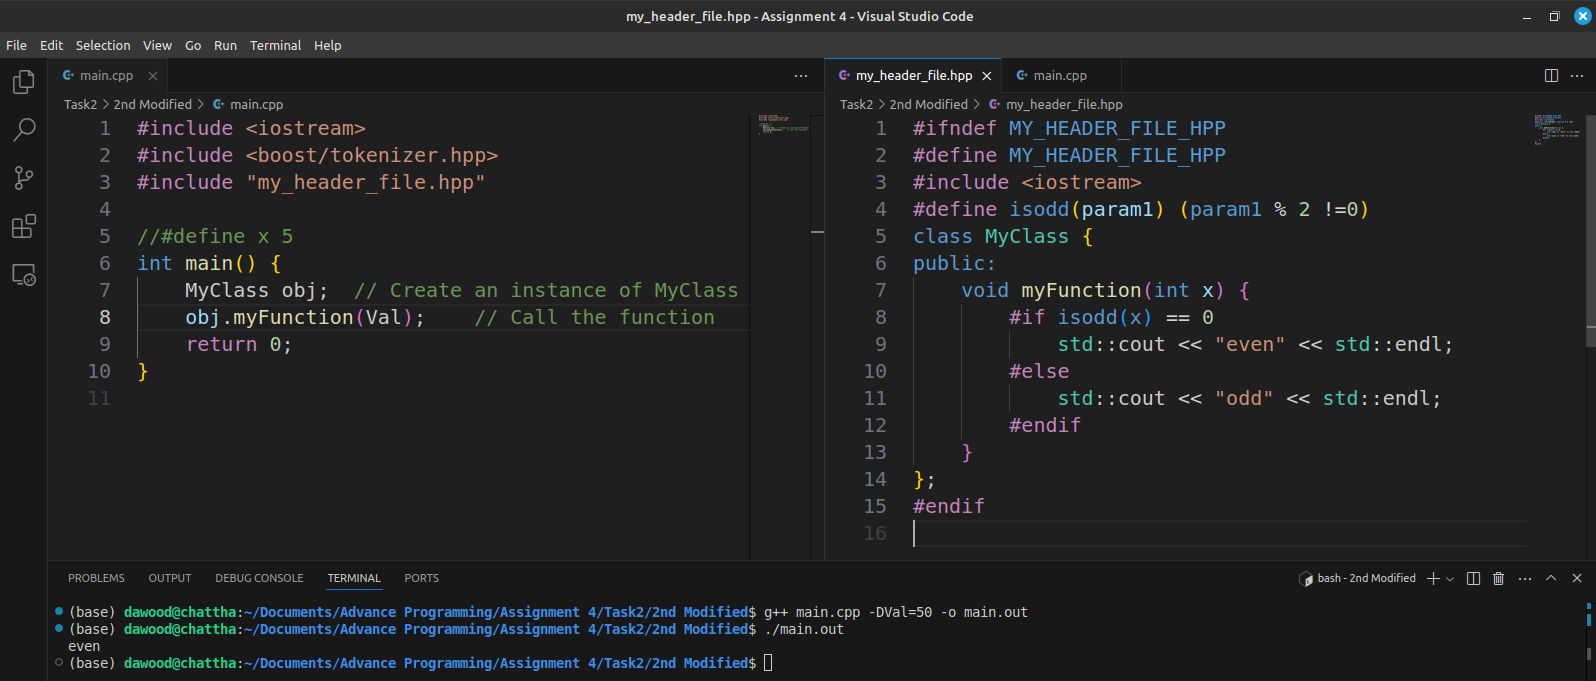 my_header_file.hpp - Assignment 4 - Visual Studio Code
File Edit Selection View Go Run Terminal Help
main.cpp
Task2 > 2nd Modified > main.cpp
1 #include <iostream>
2 #include <boost/tokenizer.hpp>
3 #include "my_header_file.hpp"
4
5 //#define x 5
6 int main() {
7 MyClass obj;  // Create an instance of MyClass
8 obj.myFunction(Val);    // Call the function
9 return 0;
10 }
11
my_header_file.hpp main.cpp
Task2 > 2nd Modified > my_header_file.hpp
1 #ifndef MY_HEADER_FILE_HPP
2 #define MY_HEADER_FILE_HPP
3 #include <iostream>
4 #define isodd(param1) (param1 % 2 !=0)
5 class MyClass {
6 public:
7 void myFunction(int x) {
8 #if isodd(x) == 0
9 std::cout << "even" << std::endl;
10 #else
11 std::cout << "odd" << std::endl;
12 #endif
13 }
14 };
15 #endif
16
PROBLEMS OUTPUT DEBUG CONSOLE TERMINAL PORTS
bash - 2nd Modified
(base) dawood@chattha:~/Documents/Advance Programming/Assignment 4/Task2/2nd Modified$ g++ main.cpp -DVal=50 -o main.out
(base) dawood@chattha:~/Documents/Advance Programming/Assignment 4/Task2/2nd Modified$ ./main.out
even
(base) dawood@chattha:~/Documents/Advance Programming/Assignment 4/Task2/2nd Modified$